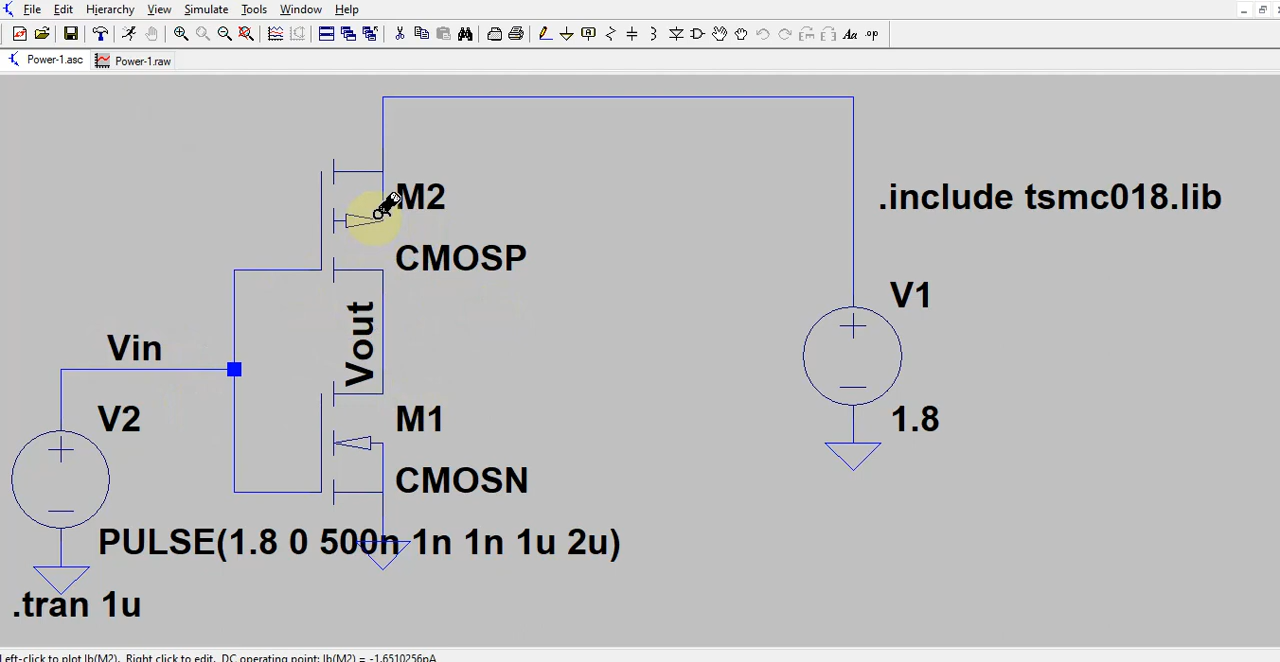 File Edit Hierarchy View Simulate Tools Window Help
Aa .op
Power-1.asc Power-1.raw
M2
.include tsmc018.lib
CMOSP
V1
Vout
Vin
V2
M1
1.8
CMOSN
PULSE(1.8 0 500n 1n 1n 1u 2u)
.tran 1u
Left-click to plot Ib(M2). Right click to edit. DC operating point: Ib(M2) = -1.6510256pA